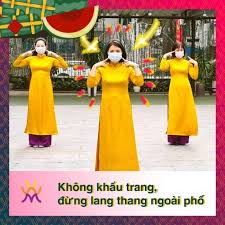 Không khẩu trang,
đừng lang thang ngoài phố